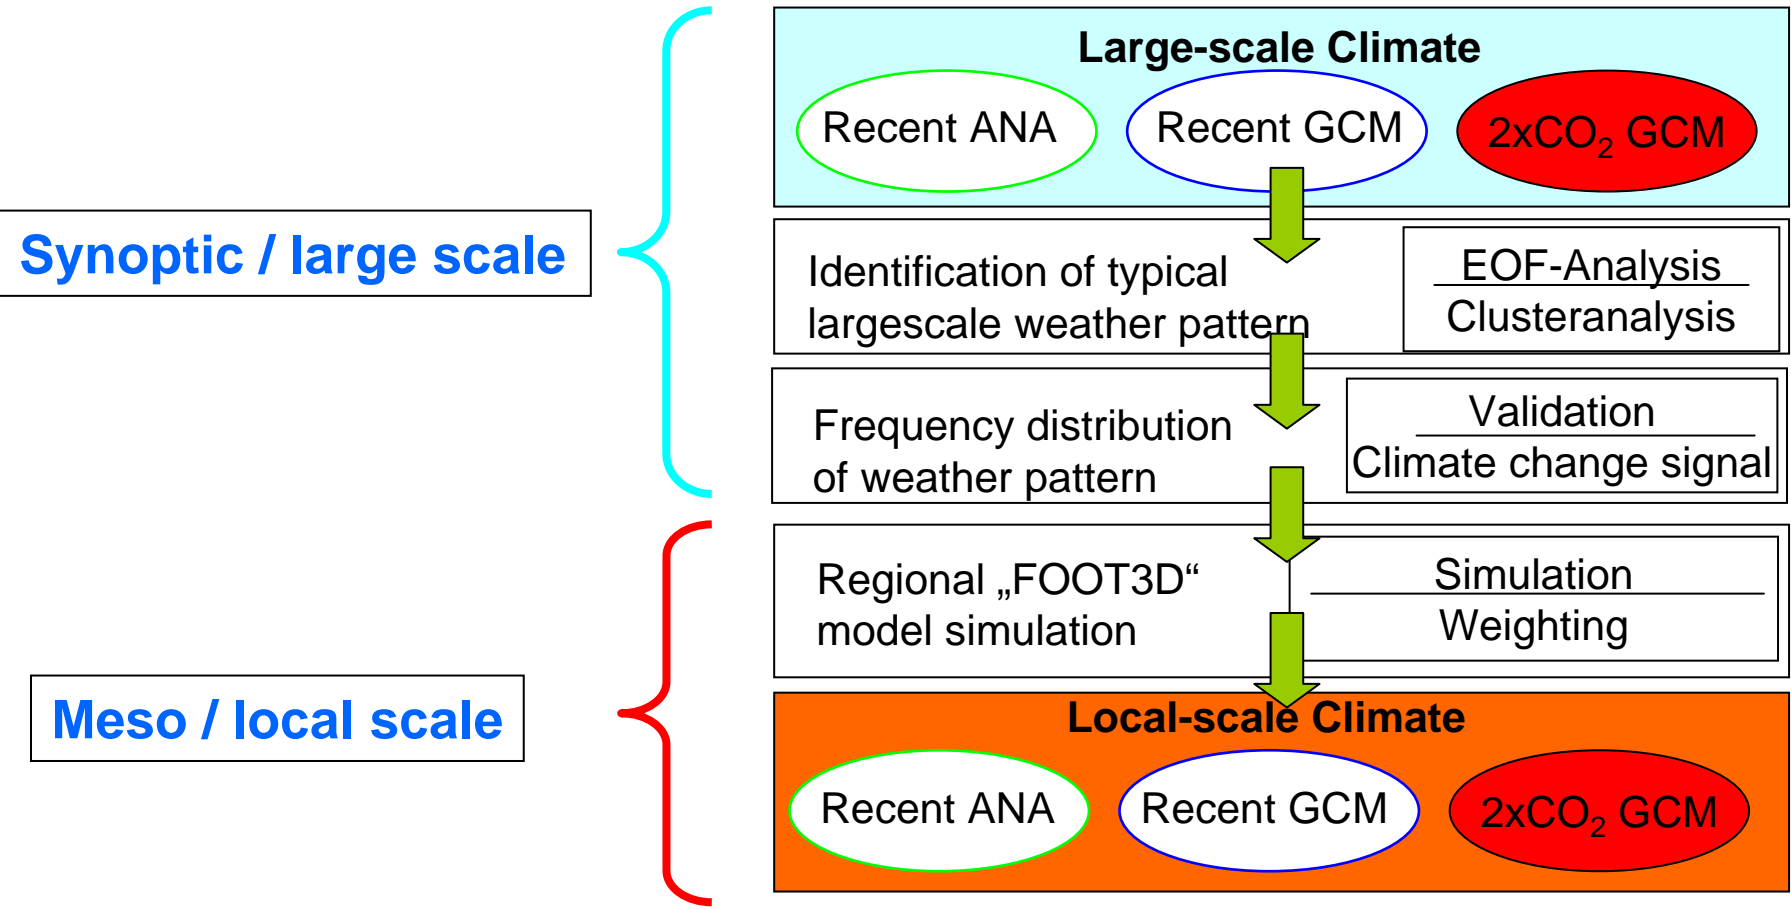 Large-scale Climate
Recent ANA
Recent GCM
2xCO₂ GCM
Synoptic / large scale
Identification of typical
largescale weather pattern
EOF-Analysis
Clusteranalysis
Frequency distribution
of weather pattern
Validation
Climate change signal
Regional „FOOT3D“
model simulation
Simulation
Weighting
Meso / local scale
Local-scale Climate
Recent ANA
Recent GCM
2xCO₂ GCM